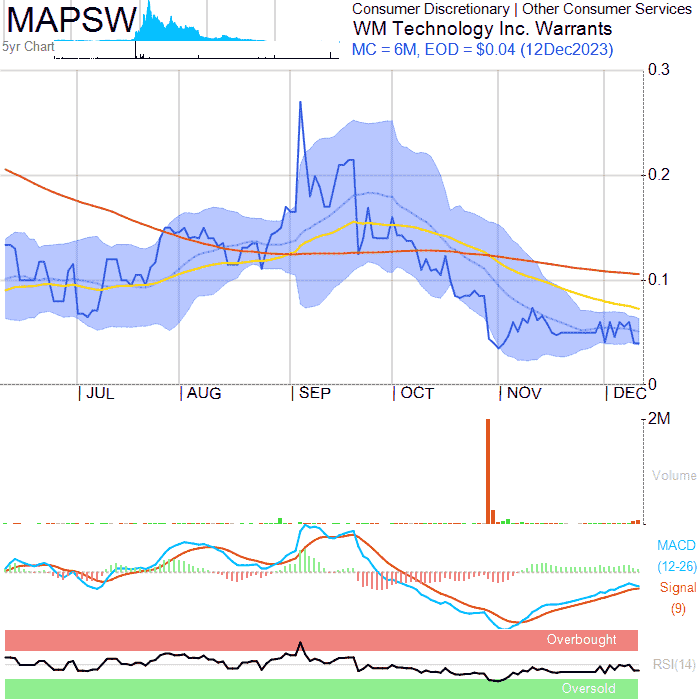 MAPSW
5yr Chart
Consumer Discretionary | Other Consumer Services
WM Technology Inc. Warrants
MC = 6M, EOD = $0.04 (12Dec2023)
0.3
0.2
0.1
0
| JUL | AUG | SEP | OCT | NOV | DEC
2M
Volume
MACD
(12-26)
Signal
(9)
Overbought
RSI(14)
Oversold